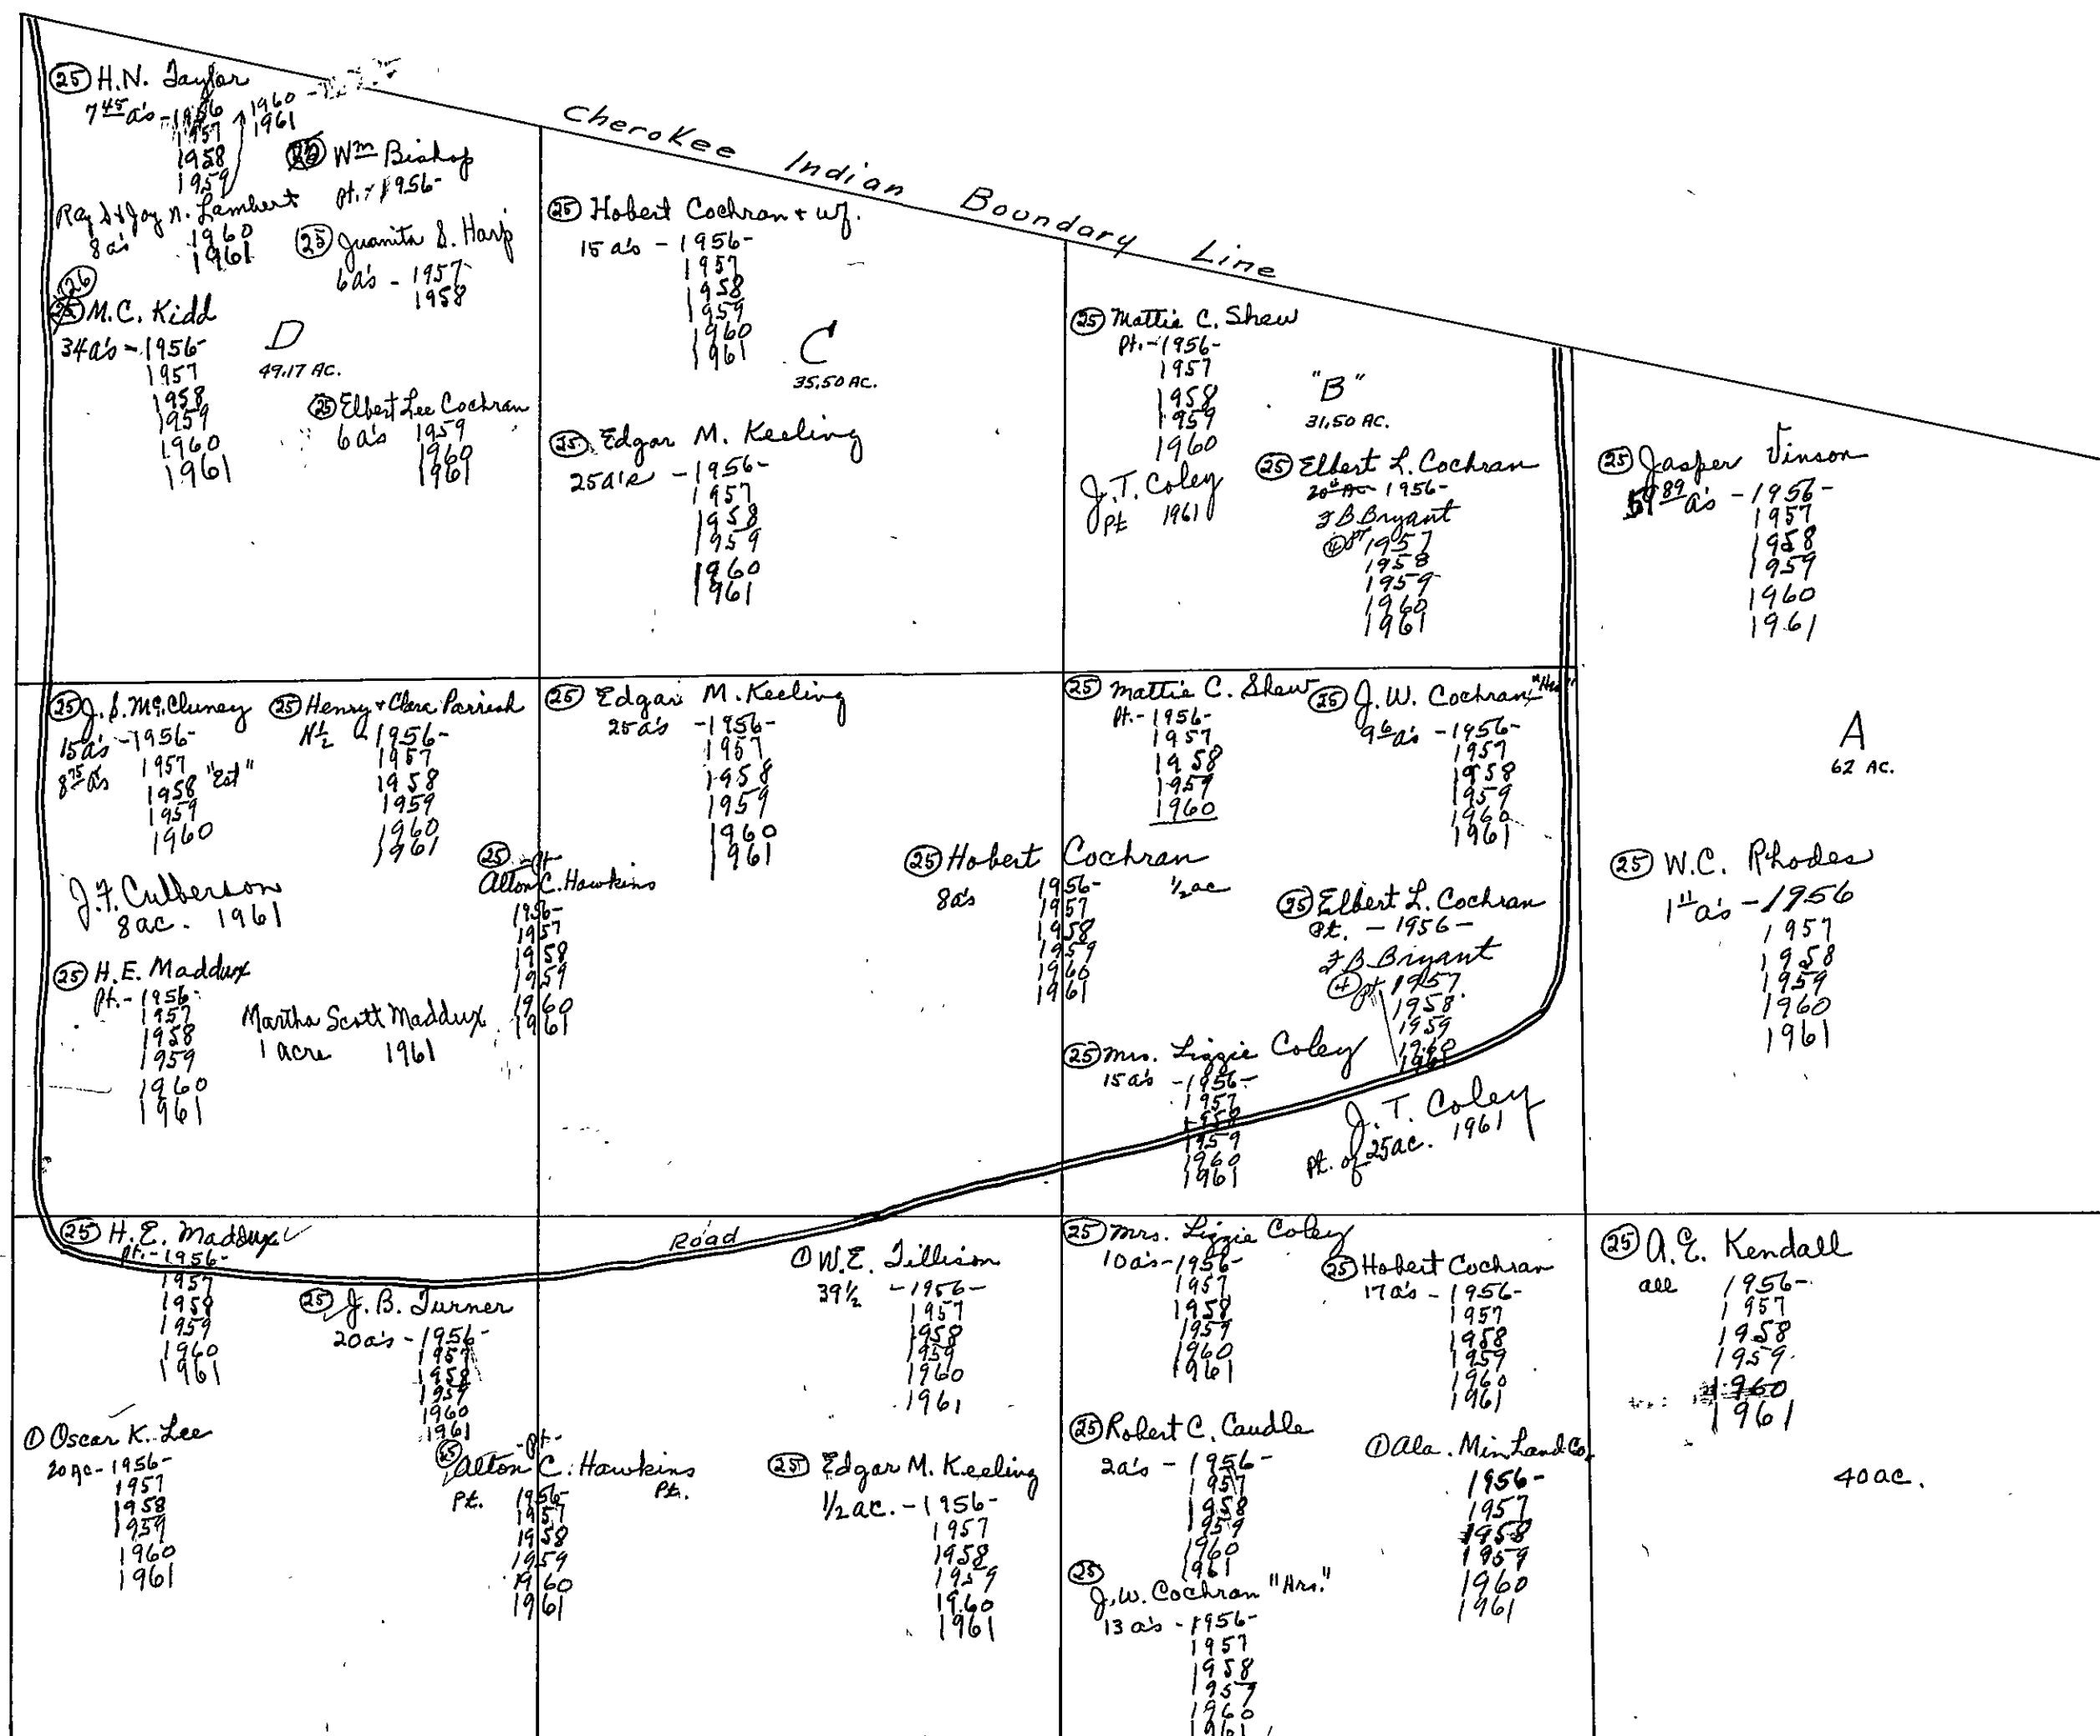 Cherokee Indian Boundary Line
25 H.N. Taylor
7 45 a's - 1956
1957
1958
1959
1960 -
1961
25 Wm Bishop
pt. - 1956-
Ray S & Joy N. Lambert
8 a's 1960
1961
25 Juanita S. Harp
6 a's - 1957
1958
26
25 M.C. Kidd
34 a's - 1956-
1957
1958
1959
1960
1961
D
49.17 AC.
25 Elbert Lee Cochran
6 a's 1959
1960
1961
25 Hobert Cochran + wf.
15 a's - 1956-
1957
1958
1959
1960
1961
C
35.50 AC.
25 Edgar M. Keeling
25 a's - 1956-
1957
1958
1959
1960
1961
25 Mattie C. Shew
Pt. - 1956-
1957
1958
1959
1960
"B"
31.50 AC.
J.T. Coley
Pt 1961
25 Elbert L. Cochran
1956-
F B Bryant
4 pt 1957
1958
1959
1960
1961
25 Jasper Vinson
89 a's - 1956-
1957
1958
1959
1960
1961
25 J.S. McCluney
15 a's - 1956-
8 75 a's 1957
1958 "Est"
1959
1960
25 Henry + Clara Parrish
N½ 1956-
1957
1958
1959
1960
1961
J.F. Culberson
8 ac. 1961
25 - Pt -
Alton C. Hawkins
1956-
1957
1958
1959
1960
1961
25 H.E. Maddux
Pt. - 1956-
1957
1958
1959
1960
1961
Martha Scott Maddux
1 acre 1961
25 Edgar M. Keeling
25 a's - 1956-
1957
1958
1959
1960
1961
25 Mattie C. Shew
Pt. - 1956-
1957
1958
1959
1960
25 J.W. Cochran
9 6 a's - 1956-
1957
1958
1959
1960
1961
25 Hobert Cochran
8 a's 1956- ½ ac
1957
1958
1959
1960
1961
25 Elbert L. Cochran
Pt. - 1956-
F B Bryant
4 pt 1957
1958
1959
1960
1961
25 Mrs. Lizzie Coley
15 a's - 1956-
1957
1958
1959
1960
1961
J. T. Coley
Pt. of 25 ac. 1961
A
62 AC.
25 W.C. Rhodes
1 a's - 1956
1957
1958
1959
1960
1961
25 H.E. Maddux
Pt. - 1956-
1957
1958
1959
1960
1961
Road
25 J.B. Turner
20 a's - 1956-
1957
1958
1959
1960
1961
1 Oscar K. Lee
20 Ac - 1956-
1957
1958
1959
1960
1961
25 - Pt -
Alton C. Hawkins
Pt. 1956- Pt.
1957
1958
1959
1960
1961
1 W.E. Tillison
39½ - 1956-
1957
1958
1959
1960
1961
25 Edgar M. Keeling
1/2 ac. - 1956-
1957
1958
1959
1960
1961
25 Mrs. Lizzie Coley
10 a's - 1956-
1957
1958
1959
1960
1961
25 Hobert Cochran
17 a's - 1956-
1957
1958
1959
1960
1961
25 Robert C. Caudle
2 a's - 1956-
1957
1958
1959
1960
1961
1 Ala. Min Land Co.
1956-
1957
1958
1959
1960
1961
25
J.W. Cochran "Hrs."
13 a's - 1956-
1957
1958
1957
1960
1961
25 A.E. Kendall
all 1956-
1957
1958
1959
1960
1961
40 ac.